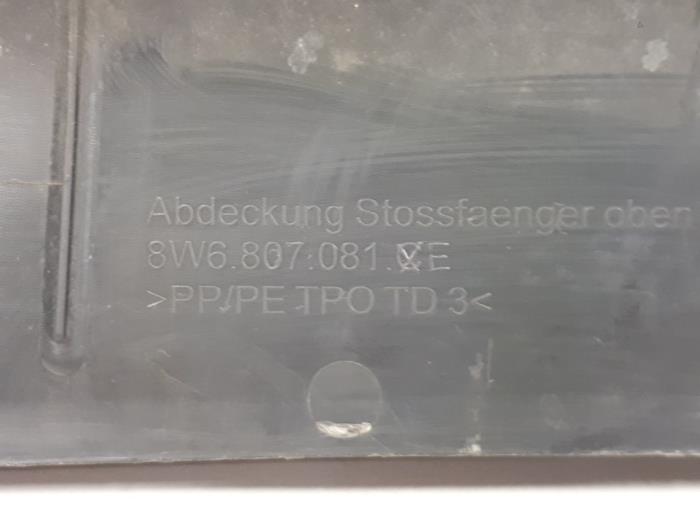 Abdeckung Stossfaenger oben
8W6.807.081. E
>PP/PE TPO TD 3<